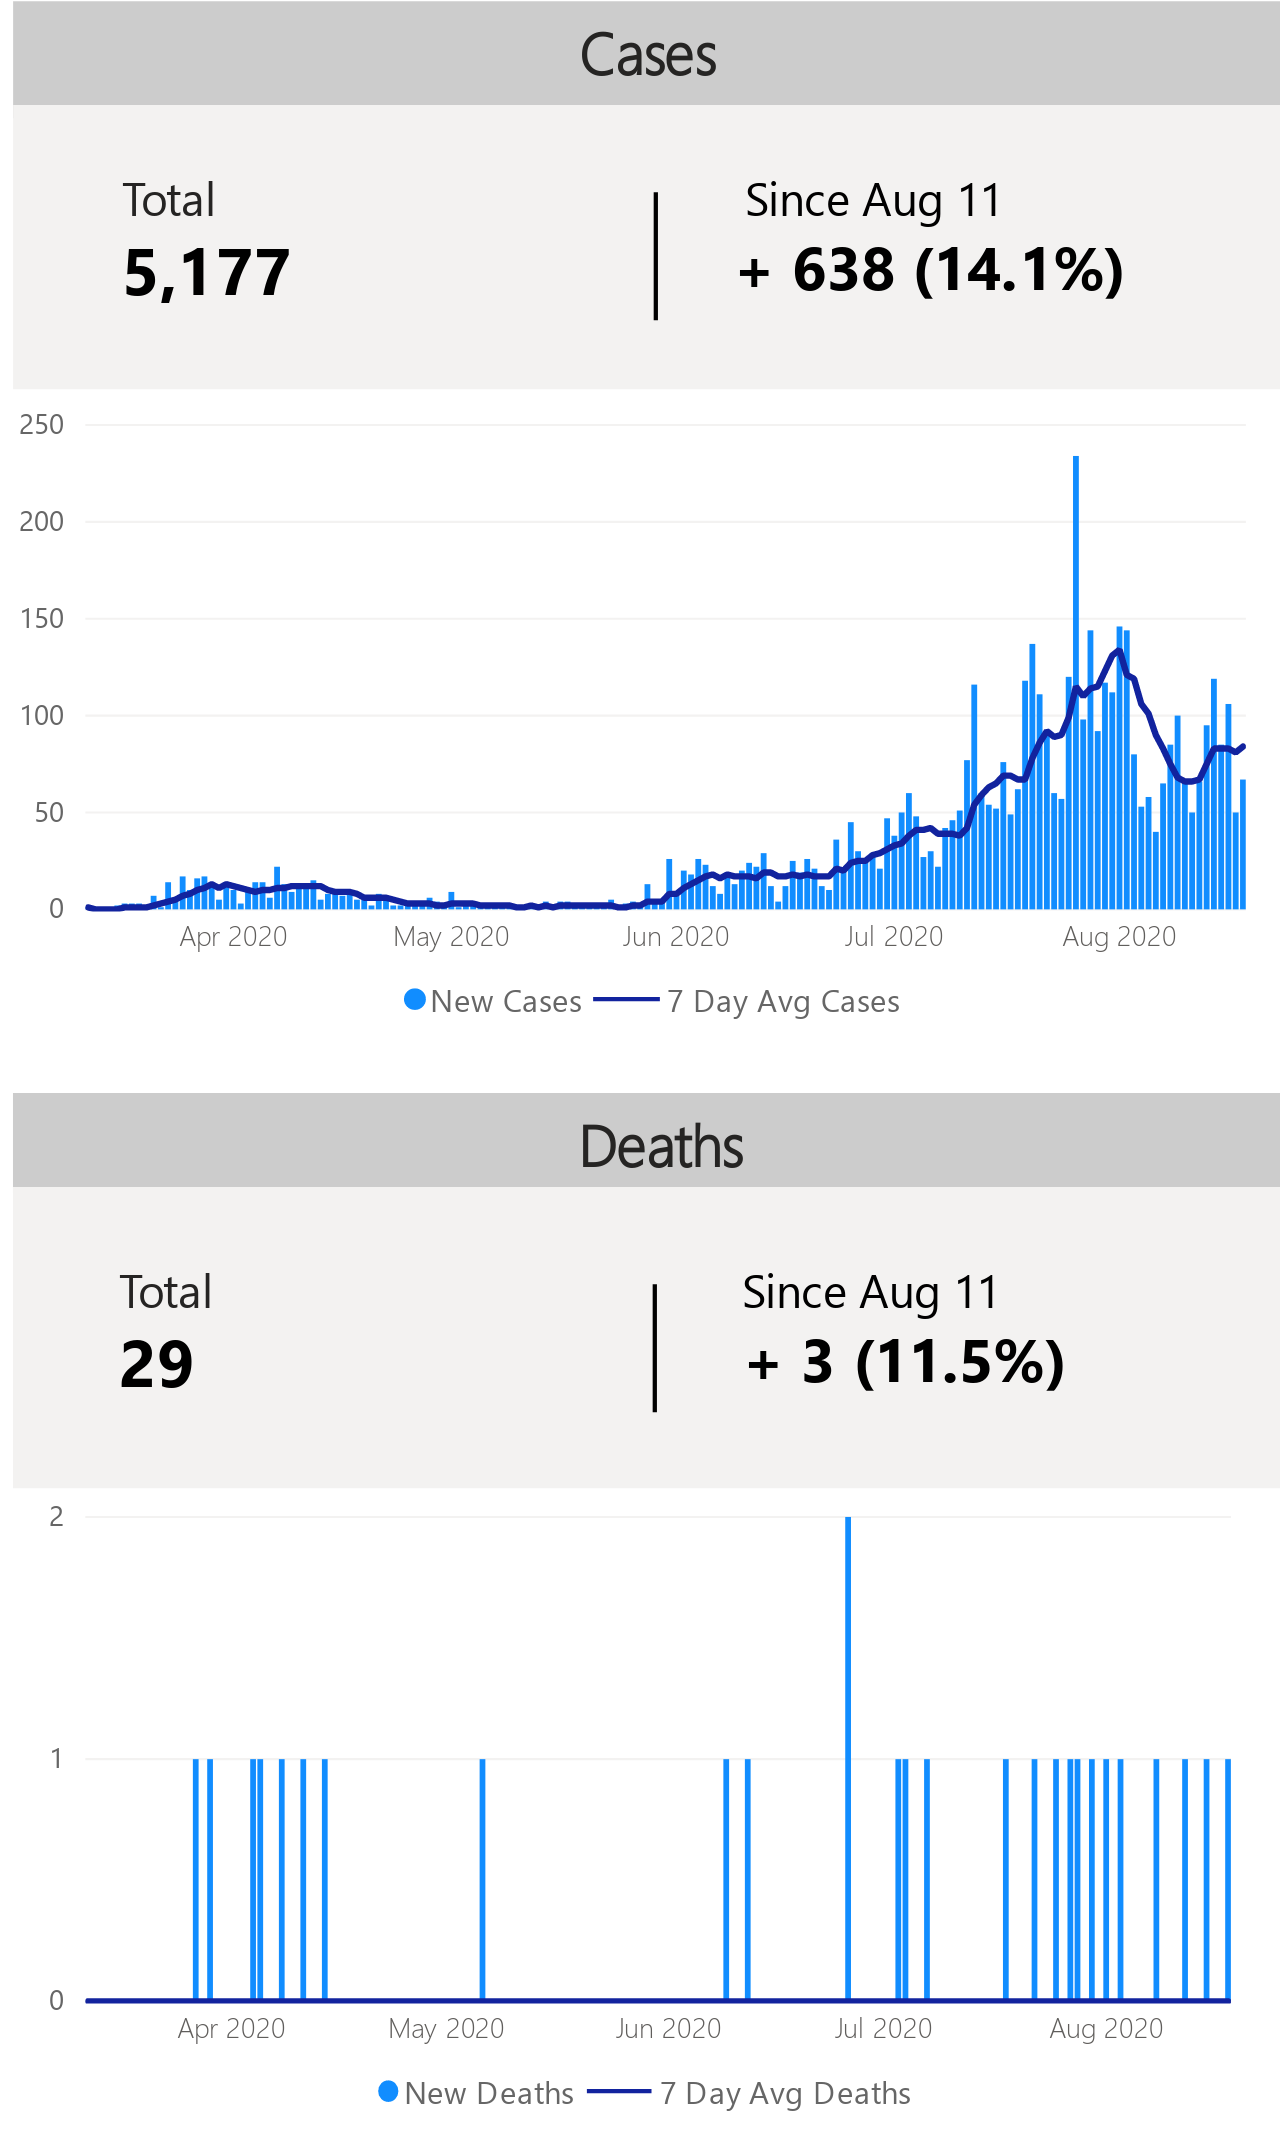 Cases
Total
Since Aug 11
5,177
+ 638 (14.1%)
250
200
150
100
50
0
Apr 2020 May 2020 Jun 2020 Jul 2020 Aug 2020
New Cases 7 Day Avg Cases
Deaths
Total
Since Aug 11
29
+ 3 (11.5%)
2
1
0
Apr 2020 May 2020 Jun 2020 Jul 2020 Aug 2020
New Deaths 7 Day Avg Deaths